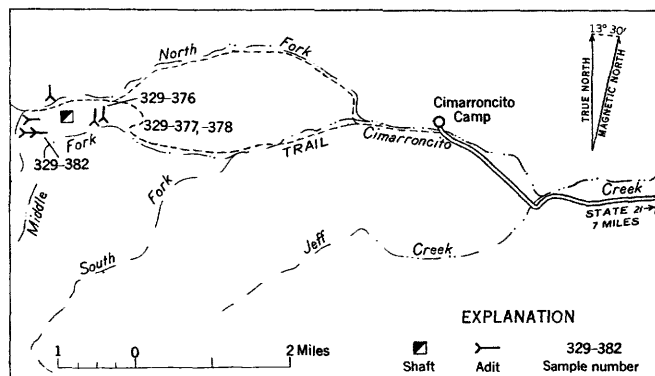 North Fork
13° 30'
TRUE NORTH
MAGNETIC NORTH
329-376
Cimarroncito
Camp
329-377, -378
Fork
TRAIL
Cimarroncito
Creek
329-382
STATE 21
7 MILES
Fork
Middle
South
Jeff
Creek
EXPLANATION
1 0 2 Miles
329-382
Shaft Adit Sample number